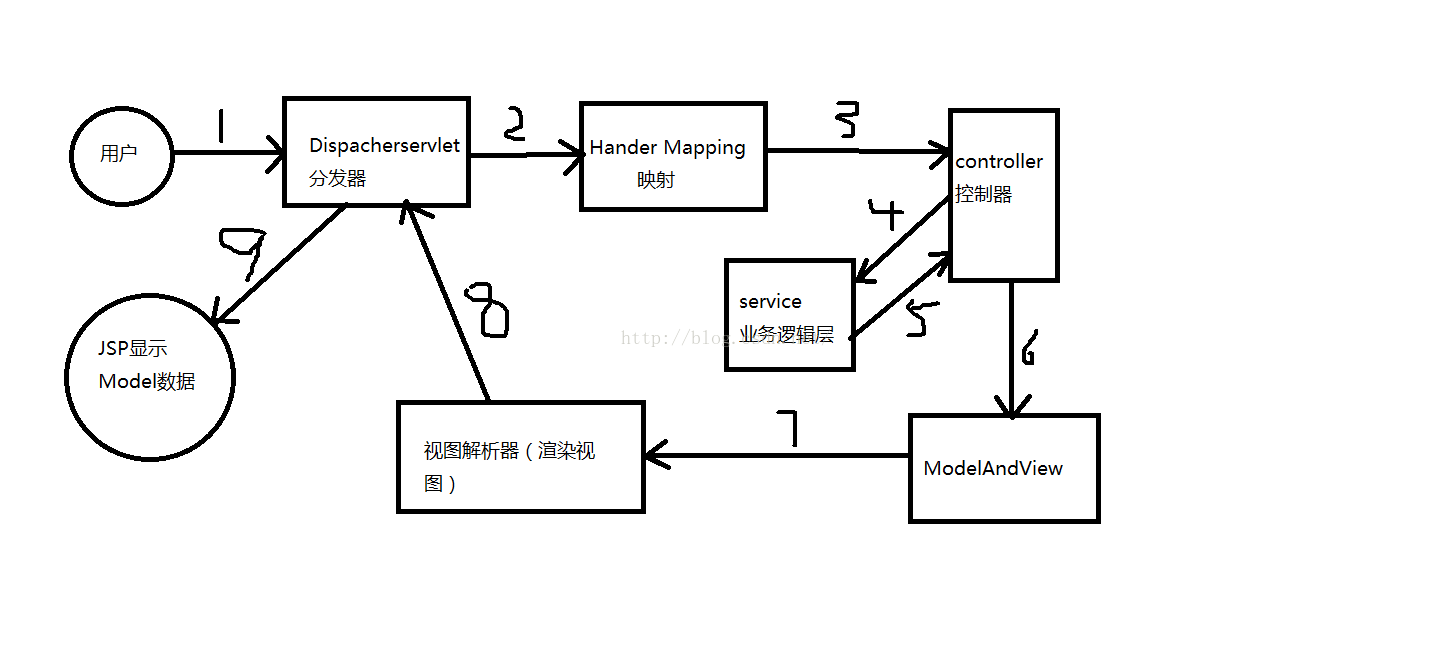 用户
1
Dispacherservlet
分发器
2
Hander Mapping
映射
3
controller
控制器
4
service
业务逻辑层
5
6
ModelAndView
7
视图解析器（渲染视
图）
8
9
JSP显示
Model数据
http://blog.